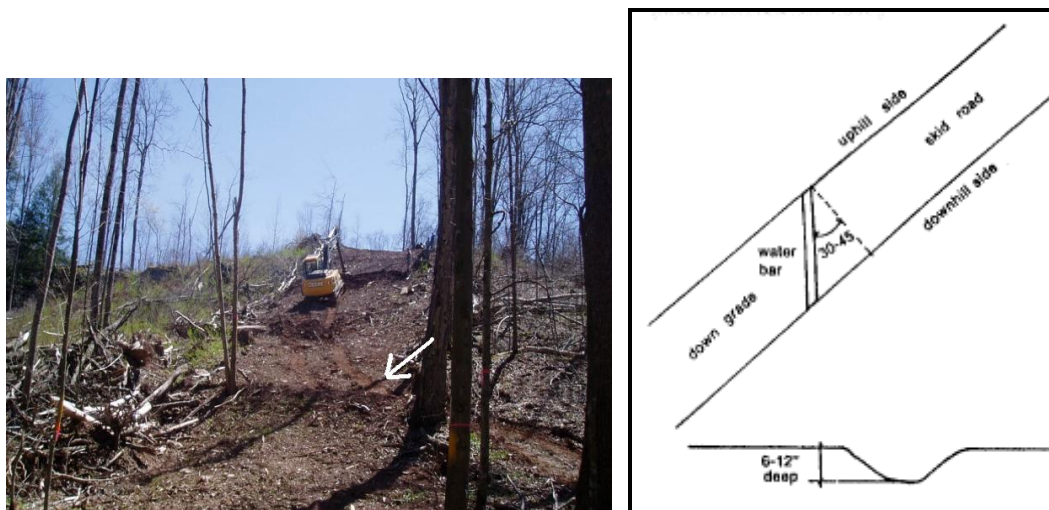 uphill side
skid road
downhill side
30-45
water
bar
down grade
6-12"
deep